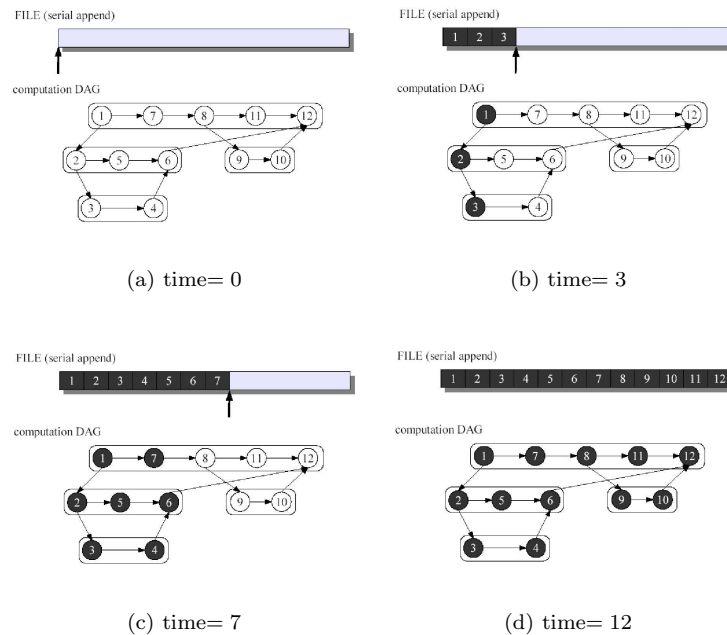 FILE (serial append)
computation DAG
1 7 8 11 12
2 5 6 9 10
3 4
(a) time= 0
FILE (serial append)
1 2 3
computation DAG
1 7 8 11 12
2 5 6 9 10
3 4
(b) time= 3
FILE (serial append)
1 2 3 4 5 6 7
computation DAG
1 7 8 11 12
2 5 6 9 10
3 4
(c) time= 7
FILE (serial append)
1 2 3 4 5 6 7 8 9 10 11 12
computation DAG
1 7 8 11 12
2 5 6 9 10
3 4
(d) time= 12